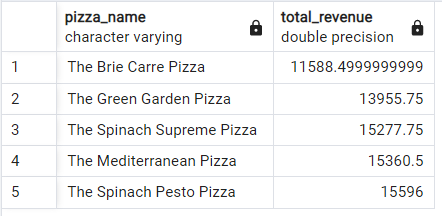 pizza_name total_revenue
character varying double precision
1 The Brie Carre Pizza 11588.4999999999
2 The Green Garden Pizza 13955.75
3 The Spinach Supreme Pizza 15277.75
4 The Mediterranean Pizza 15360.5
5 The Spinach Pesto Pizza 15596